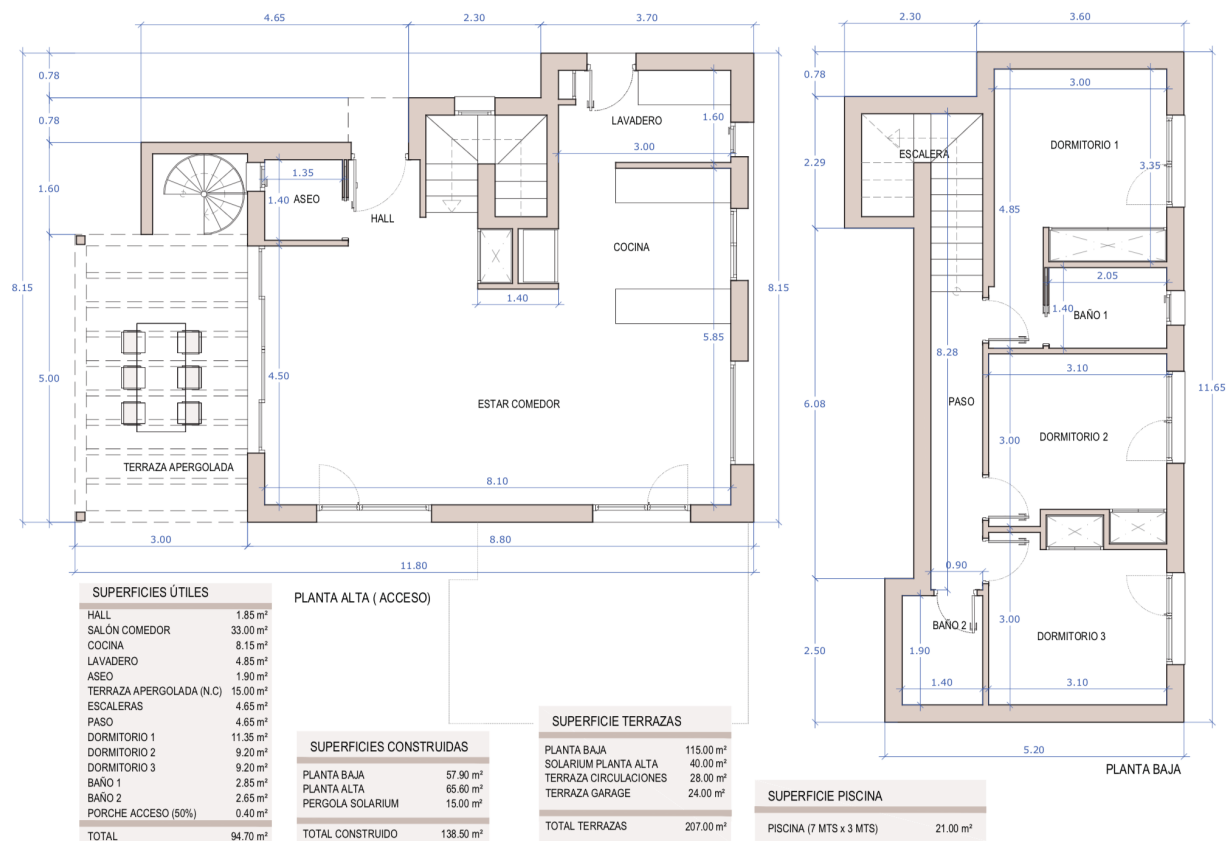 4.65
2.30
3.70
0.78
0.78
1.60
5.00
8.15
LAVADERO
1.60
3.00
1.35
ASEO
1.40
HALL
COCINA
1.40
5.85
8.15
4.50
ESTAR COMEDOR
TERRAZA APERGOLADA
8.10
3.00
8.80
11.80
PLANTA ALTA ( ACCESO)
2.30
3.60
0.78
3.00
DORMITORIO 1
ESCALERA
3.35
2.29
4.85
2.05
1.40
BAÑO 1
8.28
3.10
11.65
PASO
6.08
3.00
DORMITORIO 2
0.90
BAÑO 2
3.00
DORMITORIO 3
2.50
1.90
1.40
3.10
5.20
PLANTA BAJA
SUPERFICIES ÚTILES
HALL 1.85 m²
SALÓN COMEDOR 33.00 m²
COCINA 8.15 m²
LAVADERO 4.85 m²
ASEO 1.90 m²
TERRAZA APERGOLADA (N.C) 15.00 m²
ESCALERAS 4.65 m²
PASO 4.65 m²
DORMITORIO 1 11.35 m²
DORMITORIO 2 9.20 m²
DORMITORIO 3 9.20 m²
BAÑO 1 2.85 m²
BAÑO 2 2.65 m²
PORCHE ACCESO (50%) 0.40 m²
TOTAL 94.70 m²
SUPERFICIES CONSTRUIDAS
PLANTA BAJA 57.90 m²
PLANTA ALTA 65.60 m²
PERGOLA SOLARIUM 15.00 m²
TOTAL CONSTRUIDO 138.50 m²
SUPERFICIE TERRAZAS
PLANTA BAJA 115.00 m²
SOLARIUM PLANTA ALTA 40.00 m²
TERRAZA CIRCULACIONES 28.00 m²
TERRAZA GARAGE 24.00 m²
TOTAL TERRAZAS 207.00 m²
SUPERFICIE PISCINA
PISCINA (7 MTS x 3 MTS) 21.00 m²